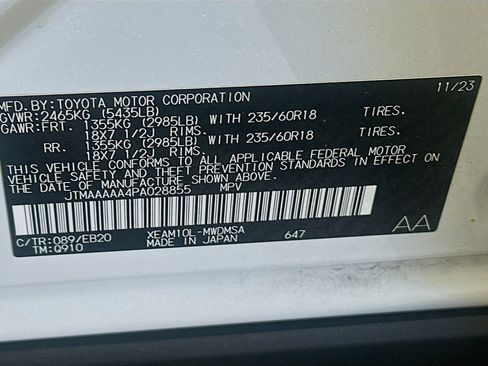 MFD.BY:TOYOTA MOTOR CORPORATION 11/23
GVWR:2465KG (5435LB)
GAWR:FRT. 1355KG (2985LB) WITH 235/60R18 TIRES.
18X7 1/2J RIMS.
RR. 1355KG (2985LB) WITH 235/60R18 TIRES.
18X7 1/2J RIMS.
THIS VEHICLE CONFORMS TO ALL APPLICABLE FEDERAL MOTOR
VEHICLE SAFETY STANDARDS IN EFFECT ON THE DATE OF
MANUFACTURE SHOWN ABOVE.
JTMAAAAA4PA028855 MPV
C/TR:089/EB20 XEAM10L-MWDMSA 647 AA
TM:Q910 MADE IN JAPAN